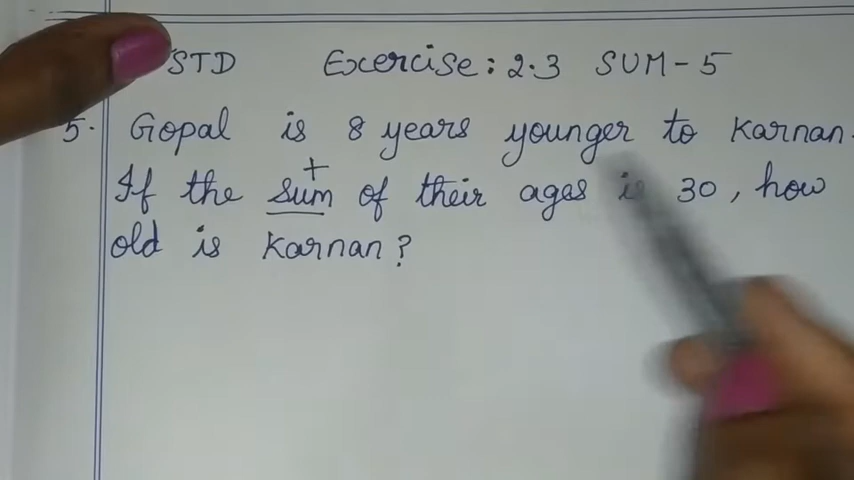 STD Exercise: 2.3 SUM-5
5. Gopal is 8 years younger to Karnan.
+
If the sum of their ages is 30, how
old is Karnan?